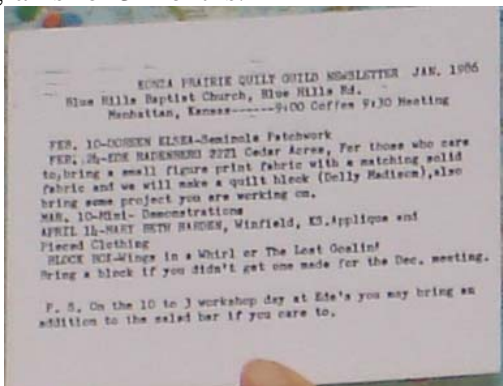 KONZA PRAIRIE QUILT GUILD NEWSLETTER JAN. 1986
Blue Hills Baptist Church, Blue Hills Rd.
Manhattan, Kansas------9:00 Coffee 9:30 Meeting
FEB. 10-DOREEN ELSEA-Seminole Patchwork
FEB. 24-EDE 2221 Cedar Acres, For those who care
to,bring a small figure print fabric with a matching solid
fabric and we will make a quilt block (Dolly Madison),also
bring some project you are working on.
MAR. 10-Mini- Demonstrations
APRIL 14-MARY BETH Winfield, KS.Applique and
Pieced Clothing
BLOCK BOX-Wings in a Whirl or The Lost Goslin!
Bring a block if you didn't get one made for the Dec. meeting.
P. S. On the 10 to 3 workshop day at Ede's you may bring an
addition to the salad bar if you care to.